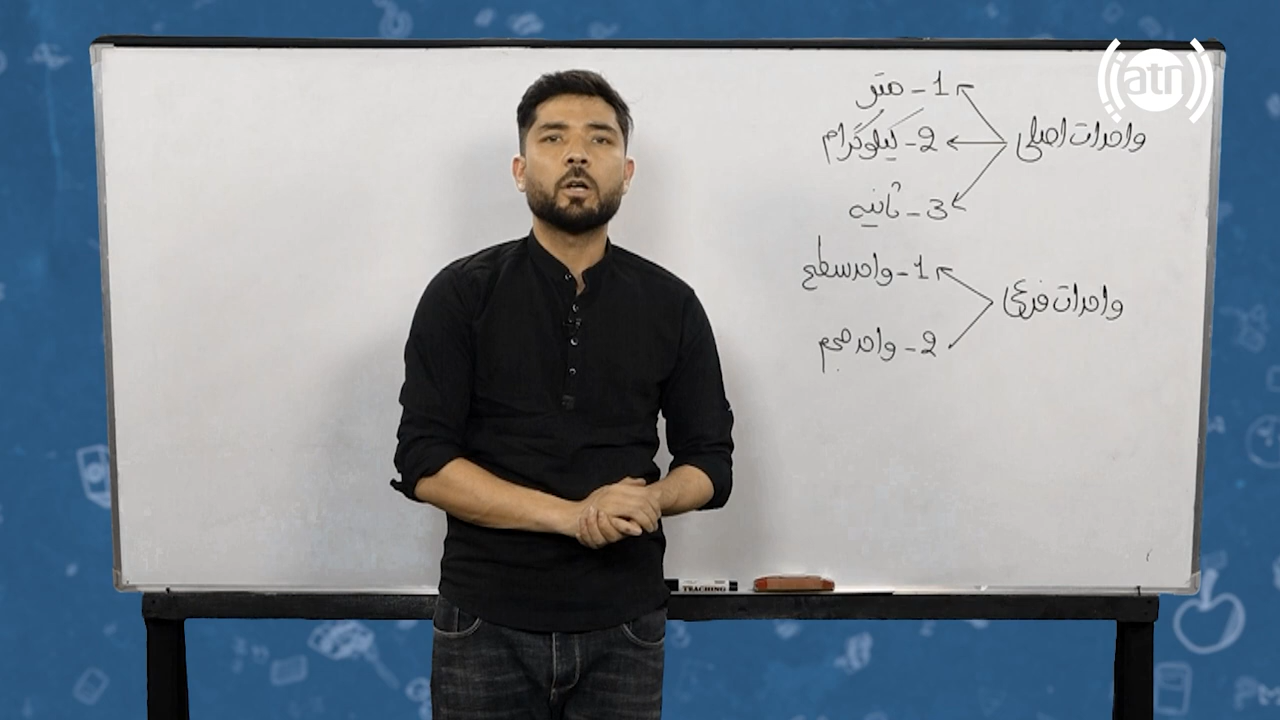 atn
واحدات اصلی
1 - متر
2 - کیلوگرام
3 - ثانیه
واحدات فرعی
1 - واحد سطح
2 - واحد حجم
TEACHING